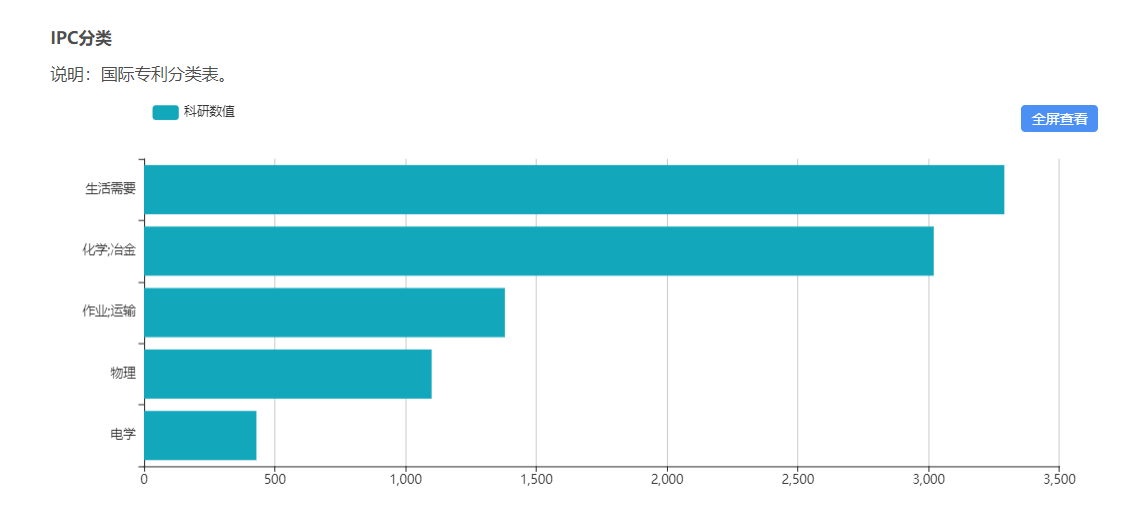 IPC分类
说明：国际专利分类表。
科研数值
全屏查看
生活需要
化学;冶金
作业;运输
物理
电学
0 500 1,000 1,500 2,000 2,500 3,000 3,500